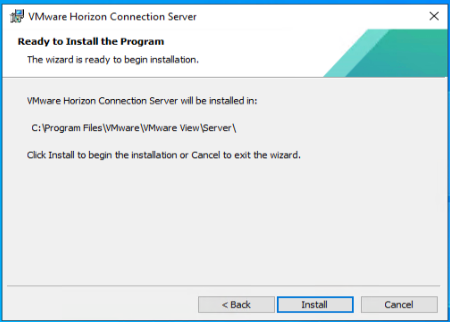 VMware Horizon Connection Server
Ready to Install the Program
The wizard is ready to begin installation.
VMware Horizon Connection Server will be installed in:
C:\Program Files\VMware\VMware View\Server\
Click Install to begin the installation or Cancel to exit the wizard.
< Back
Install
Cancel